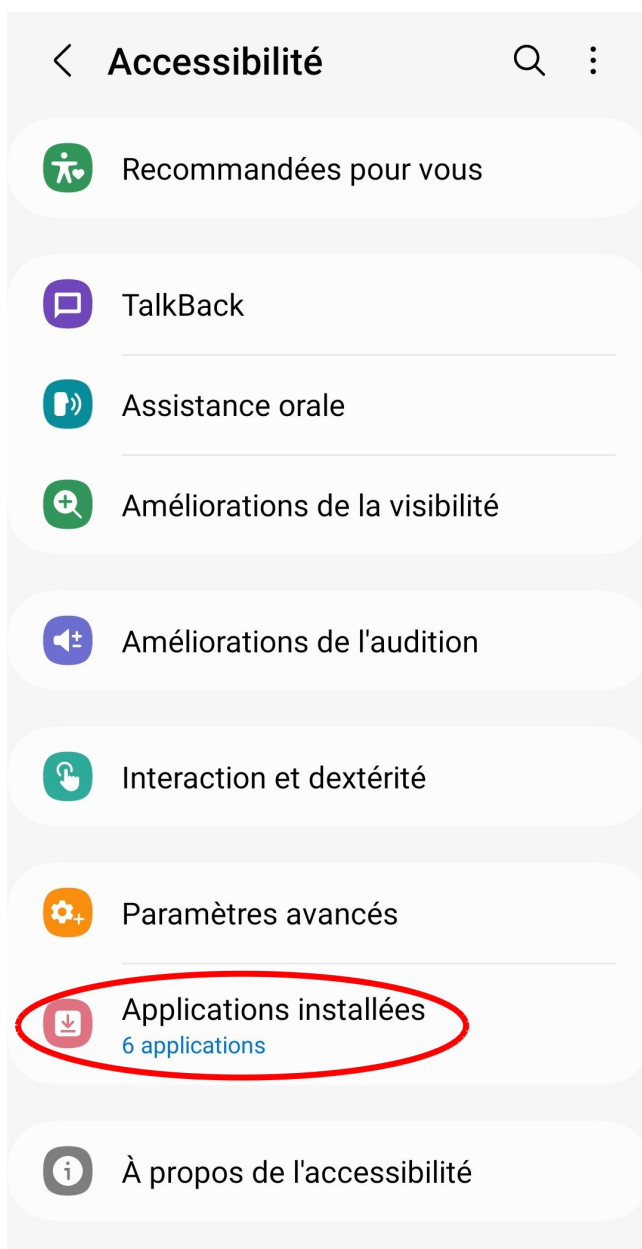 Accessibilité
Recommandées pour vous
TalkBack
Assistance orale
Améliorations de la visibilité
Améliorations de l'audition
Interaction et dextérité
Paramètres avancés
Applications installées
6 applications
À propos de l'accessibilité